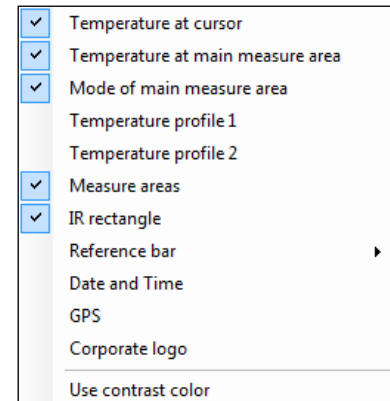 Temperature at cursor
Temperature at main measure area
Mode of main measure area
Temperature profile 1
Temperature profile 2
Measure areas
IR rectangle
Reference bar
Date and Time
GPS
Corporate logo
Use contrast color